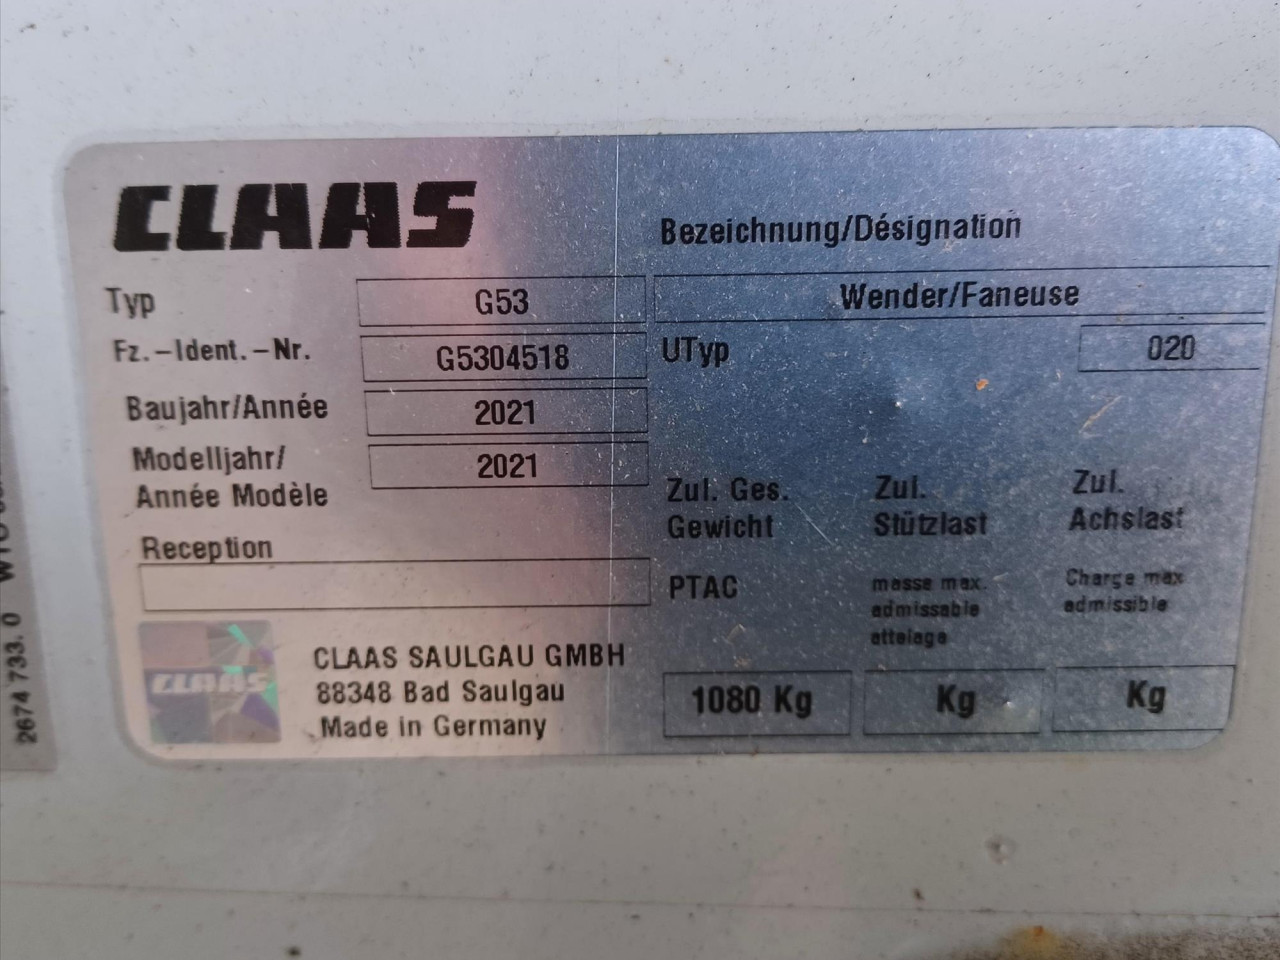 CLAAS
Bezeichnung/Désignation
Typ G53 Wender/Faneuse
Fz.-Ident.-Nr. G5304518 UTyp 020
Baujahr/Année 2021
Modelljahr/ 2021
Année Modèle
Zul. Ges. Zul. Zul.
Gewicht Stützlast Achslast
Reception
PTAC masse max. Charge max
admissable admissible
attelage
CLAAS
CLAAS SAULGAU GMBH
88348 Bad Saulgau
Made in Germany
1080 Kg Kg Kg
2674 733.0